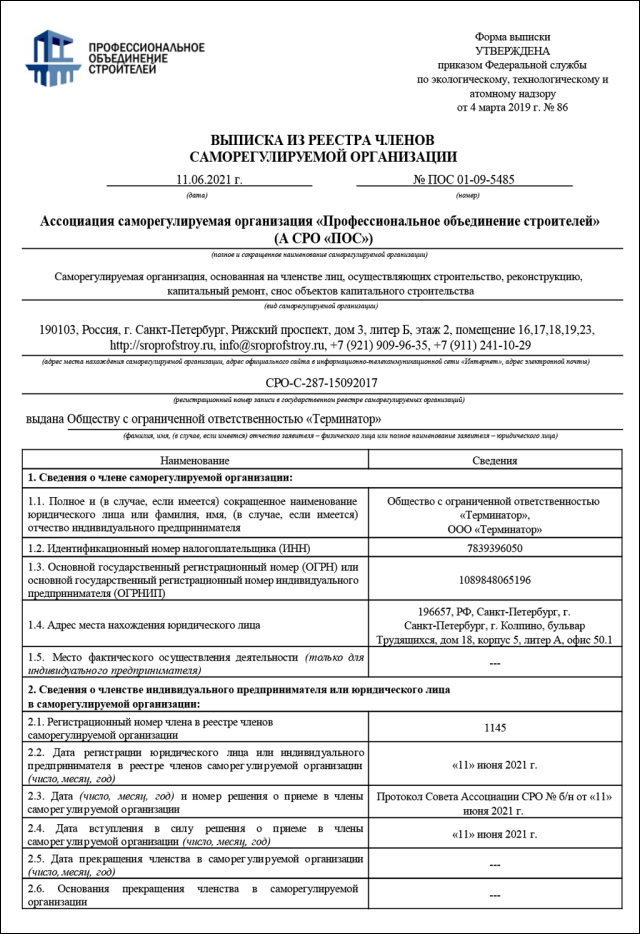 ПРОФЕССИОНАЛЬНОЕ
ОБЪЕДИНЕНИЕ
СТРОИТЕЛЕЙ
Форма выписки
УТВЕРЖДЕНА
приказом Федеральной службы
по экологическому, технологическому и
атомному надзору
от 4 марта 2019 г. № 86
ВЫПИСКА ИЗ РЕЕСТРА ЧЛЕНОВ
САМОРЕГУЛИРУЕМОЙ ОРГАНИЗАЦИИ
11.06.2021 г. № ПОС 01-09-5485
(дата) (номер)
Ассоциация саморегулируемая организация «Профессиональное объединение строителей»
(А СРО «ПОС»)
(полное и сокращенное наименование саморегулируемой организации)
Саморегулируемая организация, основанная на членстве лиц, осуществляющих строительство, реконструкцию,
капитальный ремонт, снос объектов капитального строительства
(вид саморегулируемой организации)
190103, Россия, г. Санкт-Петербург, Рижский проспект, дом 3, литер Б, этаж 2, помещение 16,17,18,19,23,
http://sroprofstroy.ru, info@sroprofstroy.ru, +7 (921) 909-96-35, +7 (911) 241-10-29
(адрес места нахождения саморегулируемой организации, адрес официального сайта в информационно-телекоммуникационной сети «Интернет», адрес электронной почты)
СРО-С-287-15092017
(регистрационный номер записи в государственном реестре саморегулируемых организаций)
выдана Обществу с ограниченной ответственностью «Терминатор»
(фамилия, имя, (в случае, если имеется) отчество заявителя – физического лица или полное наименование заявителя – юридического лица)
Наименование Сведения
1. Сведения о члене саморегулируемой организации:
1.1. Полное и (в случае, если имеется) сокращенное наименование
юридического лица или фамилия, имя, (в случае, если имеется)
отчество индивидуального предпринимателя
Общество с ограниченной ответственностью
«Терминатор»,
ООО «Терминатор»
1.2. Идентификационный номер налогоплательщика (ИНН) 7839396050
1.3. Основной государственный регистрационный номер (ОГРН) или
основной государственный регистрационный номер индивидуального
предпринимателя (ОГРНИП)
1089848065196
1.4. Адрес места нахождения юридического лица
196657, РФ, Санкт-Петербург, г.
Санкт-Петербург, г. Колпино, бульвар
Трудящихся, дом 18, корпус 5, литер А, офис 50.1
1.5. Место фактического осуществления деятельности (только для
индивидуального предпринимателя)
---
2. Сведения о членстве индивидуального предпринимателя или юридического лица
в саморегулируемой организации:
2.1. Регистрационный номер члена в реестре членов
саморегулируемой организации
1145
2.2. Дата регистрации юридического лица или индивидуального
предпринимателя в реестре членов саморегулируемой организации
(число, месяц, год)
«11» июня 2021 г.
2.3. Дата (число, месяц, год) и номер решения о приеме в члены
саморегулируемой организации
Протокол Совета Ассоциации СРО № б/н от «11»
июня 2021 г.
2.4. Дата вступления в силу решения о приеме в члены
саморегулируемой организации (число, месяц, год)
«11» июня 2021 г.
2.5. Дата прекращения членства в саморегулируемой организации
(число, месяц, год)
---
2.6. Основания прекращения членства в саморегулируемой
организации
---